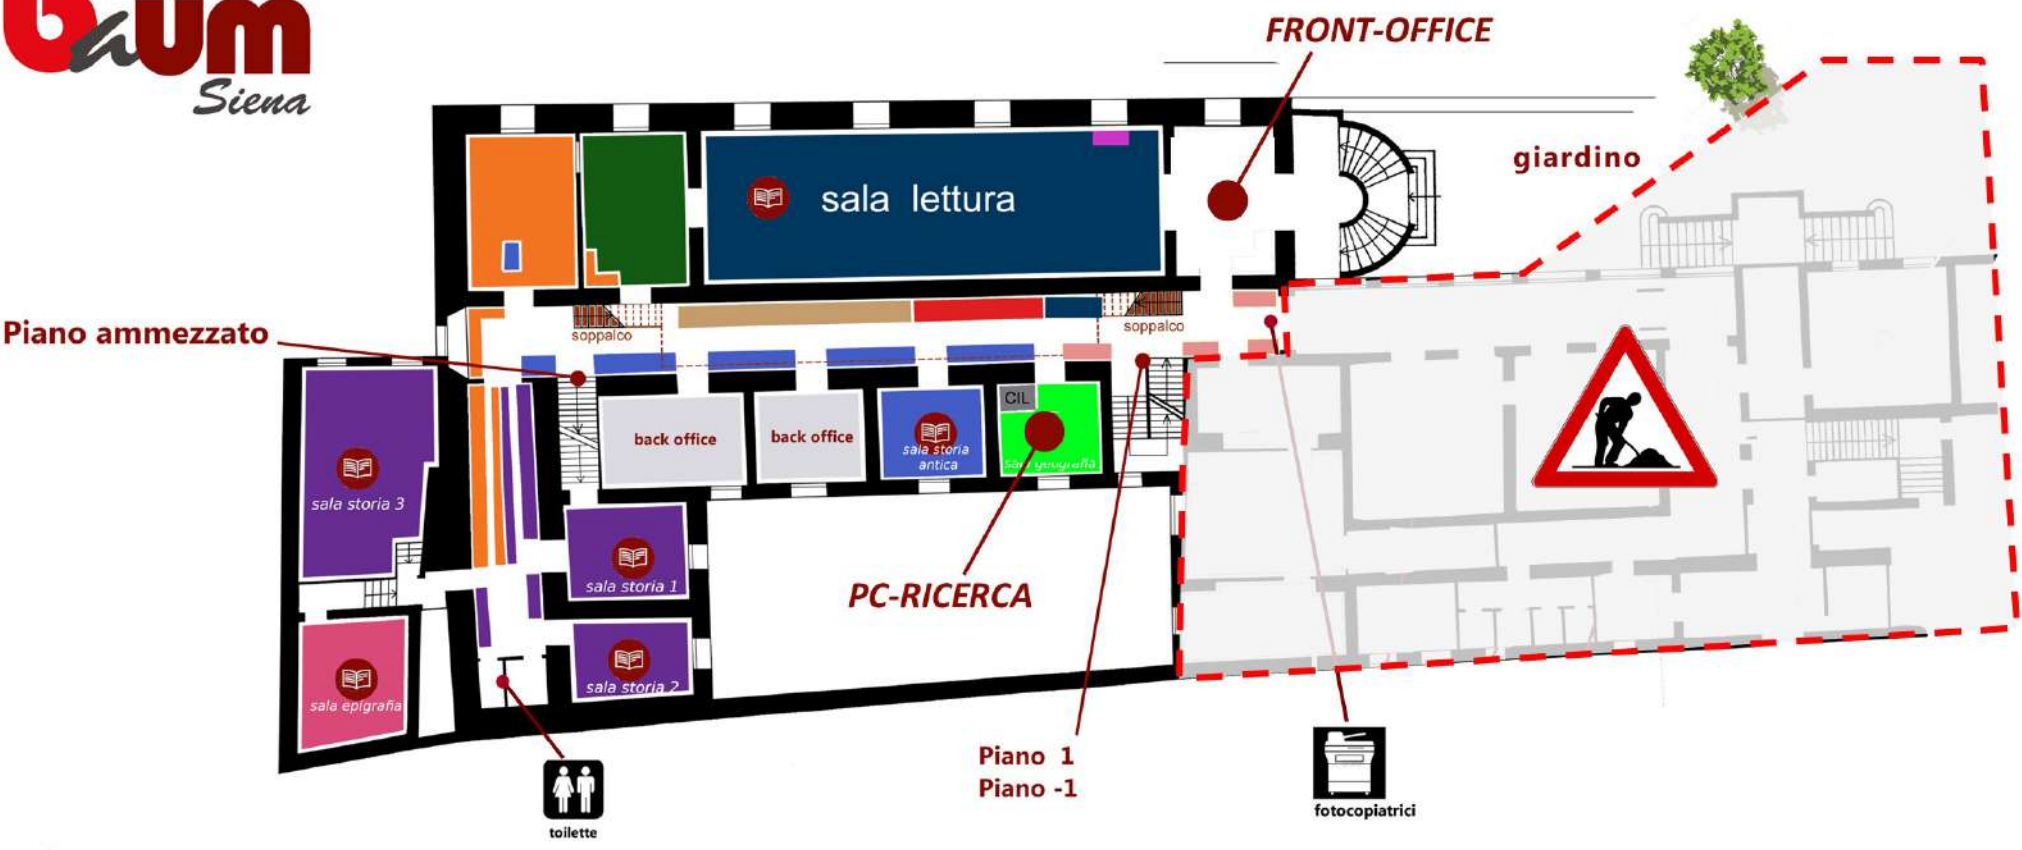 baum
Siena
FRONT-OFFICE
giardino
sala lettura
Piano ammezzato
soppalco
soppalco
CIL
back office
back office
sala storia
antica
sala geografia
sala storia 3
sala storia 1
PC-RICERCA
sala storia 2
sala epigrafia
Piano 1
Piano -1
fotocopiatrici
toilette